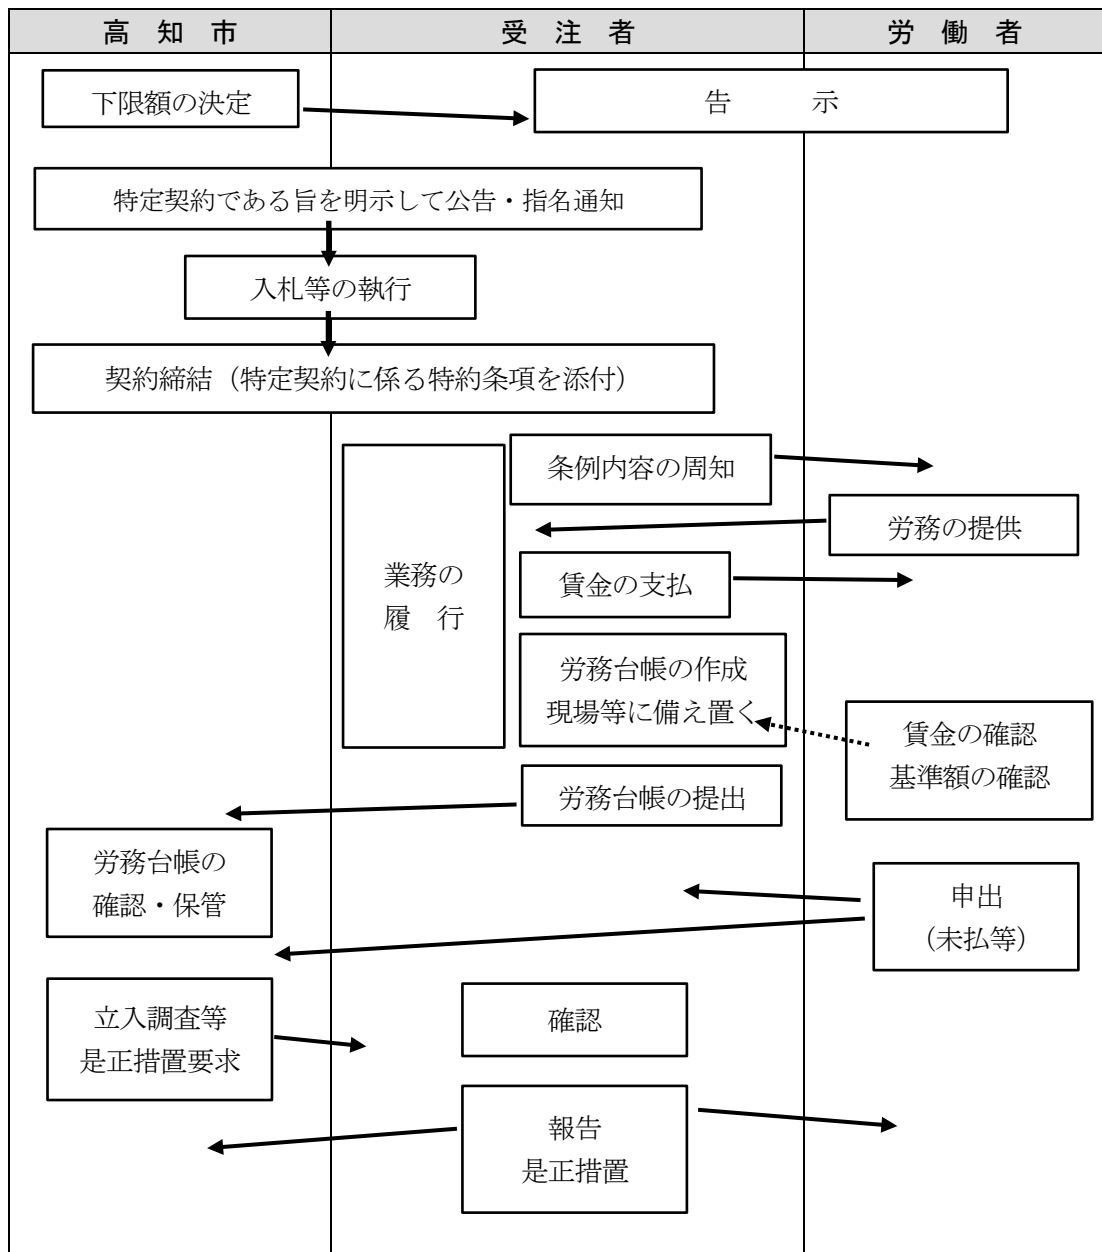 高　知　市
受　注　者
労　働　者
下限額の決定
告　　　示
特定契約である旨を明示して公告・指名通知
入札等の執行
契約締結（特定契約に係る特約条項を添付）
条例内容の周知
労務の提供
業務の
履　行
賃金の支払
労務台帳の作成
現場等に備え置く
賃金の確認
基準額の確認
労務台帳の提出
労務台帳の
確認・保管
申出
（未払等）
立入調査等
是正措置要求
確認
報告
是正措置